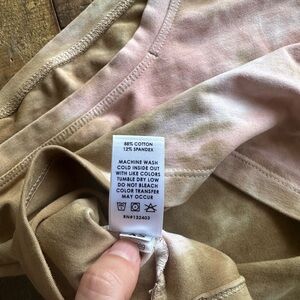 88% COTTON
12% SPANDEX
MACHINE WASH
COLD INSIDE OUT
WITH LIKE COLORS
TUMBLE DRY LOW
DO NOT BLEACH
COLOR TRANSFER
MAY OCCUR
RN#132403